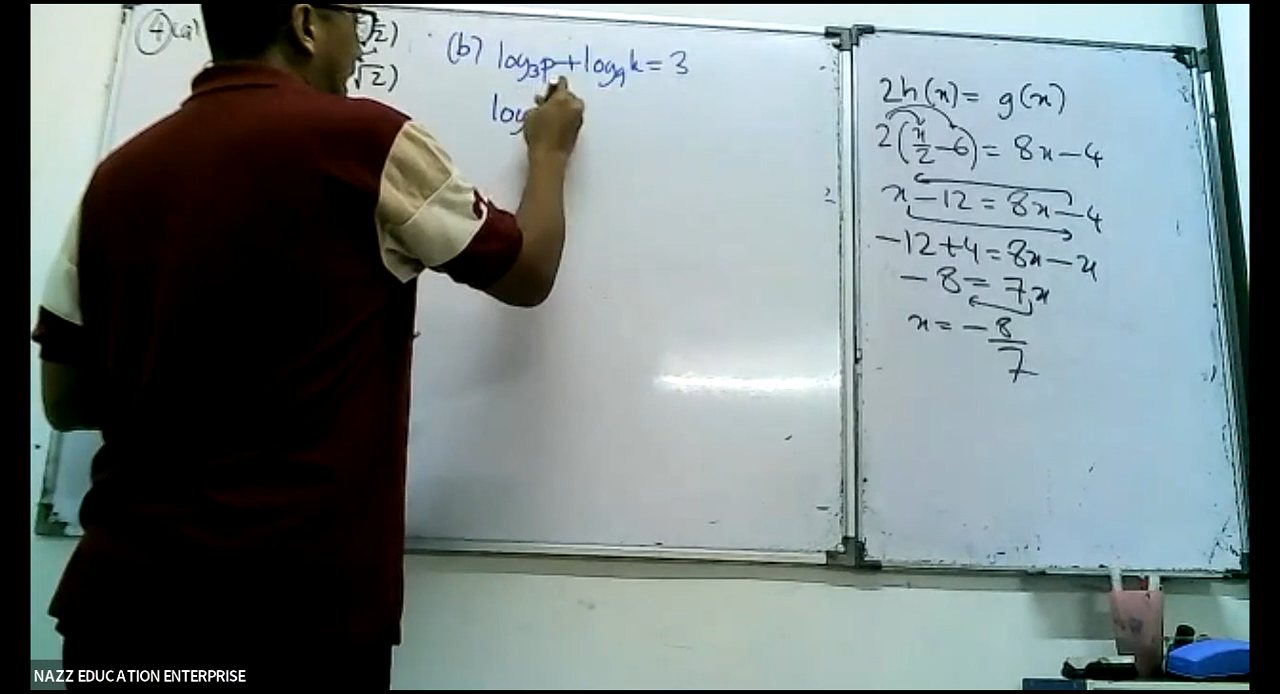 4(a) √2)
√2)
(b) log₃p+log₉k=3
log
2h(x)= g(x)
2(x/2-6)= 8x-4
x-12=8x-4
-12+4=8x-x
-8=7x
x=-8/7
NAZZ EDUCATION ENTERPRISE